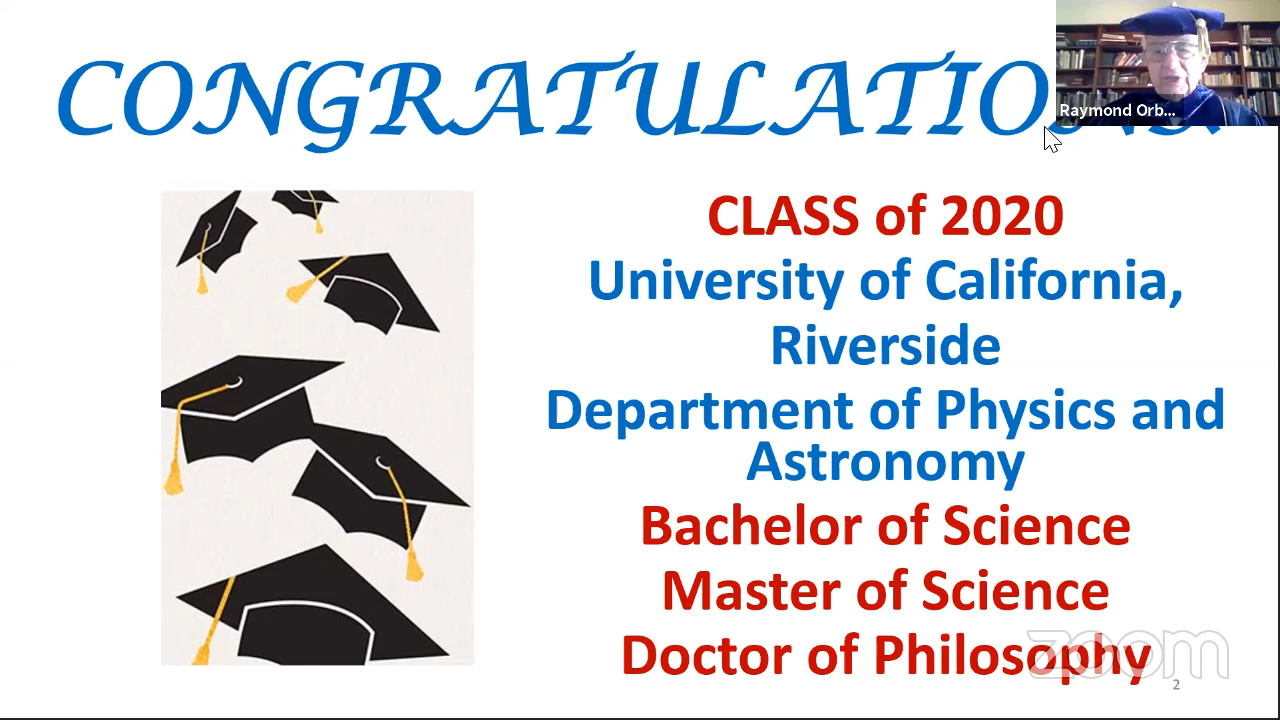 CONGRATULATIO
Raymond Orb...
CLASS of 2020
University of California,
Riverside
Department of Physics and
Astronomy
Bachelor of Science
Master of Science
Doctor of Philosophy
zoom
2